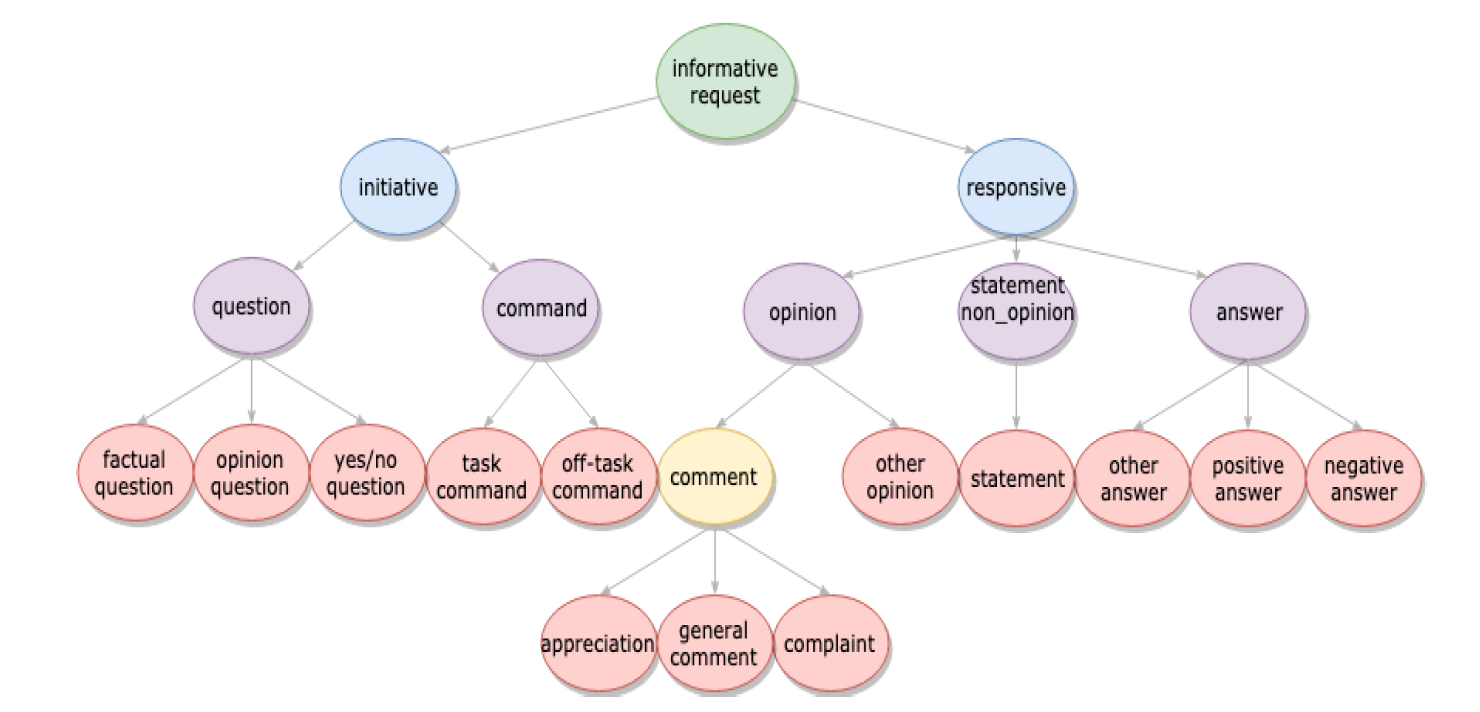 informative
request
initiative
responsive
question
command
opinion
statement
non_opinion
answer
factual
question
opinion
question
yes/no
question
task
command
off-task
command
comment
other
opinion
statement
other
answer
positive
answer
negative
answer
appreciation
general
comment
complaint